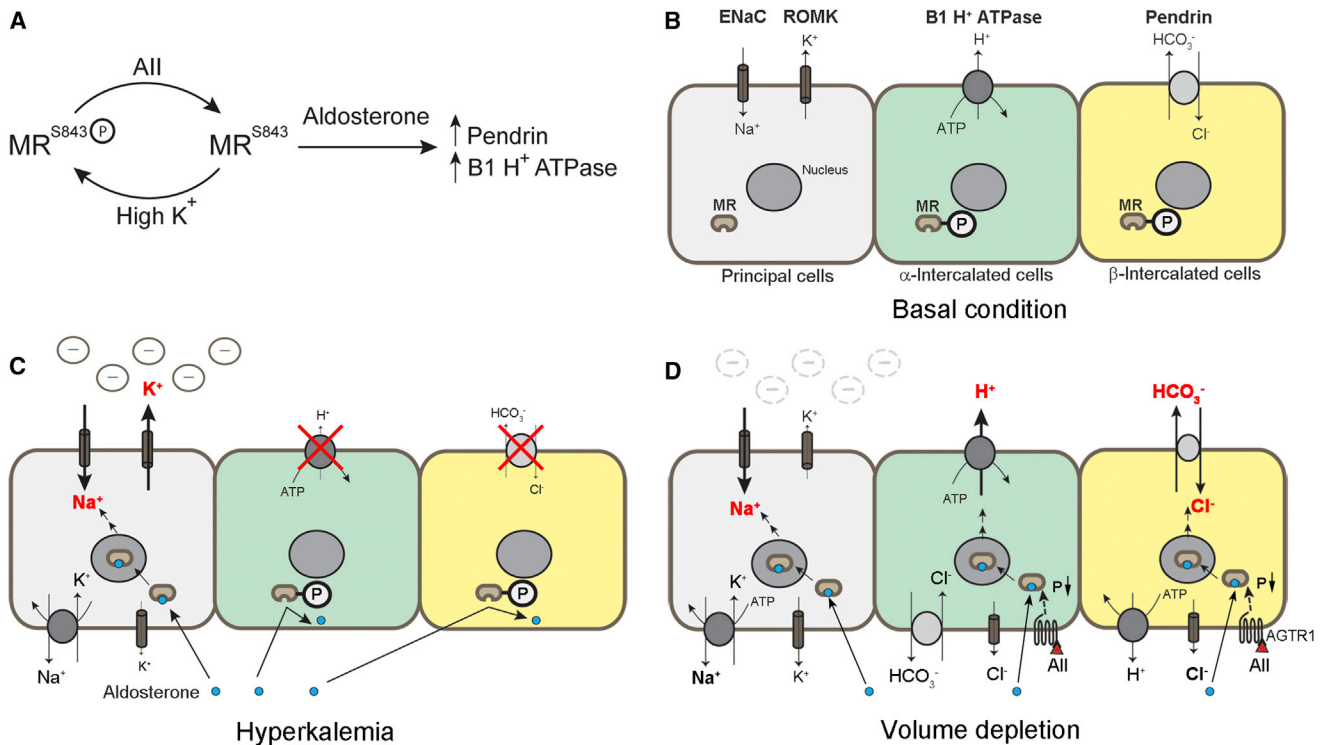 A
AII
MR^S843 P
MR^S843
Aldosterone
↑ Pendrin
↑ B1 H⁺ ATPase
High K⁺
B
ENaC ROMK B1 H⁺ ATPase Pendrin
K⁺ H⁺ HCO₃⁻
Na⁺ ATP Cl⁻
Nucleus
MR MR P MR P
Principal cells α-Intercalated cells β-Intercalated cells
Basal condition
C
− − −
− −
K⁺ H⁺ HCO₃⁻
Na⁺ ATP Cl⁻
P P
K⁺
Na⁺ K⁺
Aldosterone
Hyperkalemia
D
− − −
− −
K⁺ H⁺ HCO₃⁻
Na⁺ ATP Cl⁻
K⁺ ATP Cl⁻ P↓ ATP P↓
AGTR1
Na⁺ K⁺ HCO₃⁻ Cl⁻ AII H⁺ Cl⁻ AII
Volume depletion